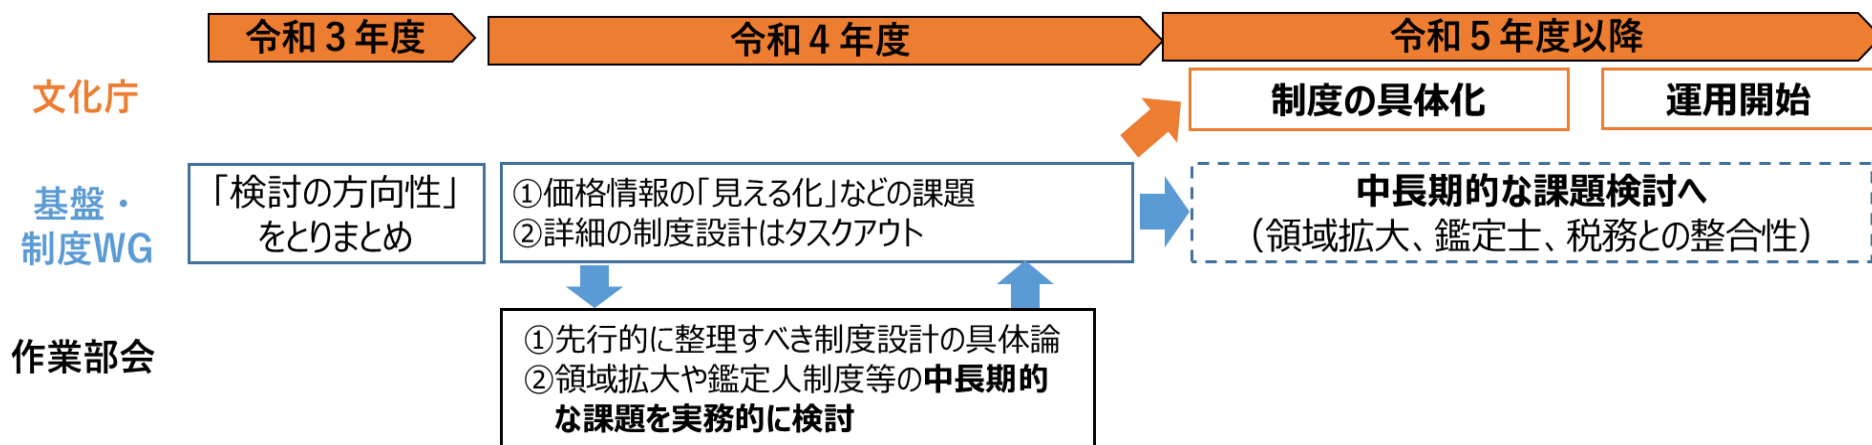 令和３年度
令和４年度
令和５年度以降
文化庁
制度の具体化
運用開始
基盤・
制度WG
「検討の方向性」
をとりまとめ
①価格情報の「見える化」などの課題
②詳細の制度設計はタスクアウト
中長期的な課題検討へ
（領域拡大、鑑定士、税務との整合性）
作業部会
①先行的に整理すべき制度設計の具体論
②領域拡大や鑑定人制度等の中長期的
な課題を実務的に検討